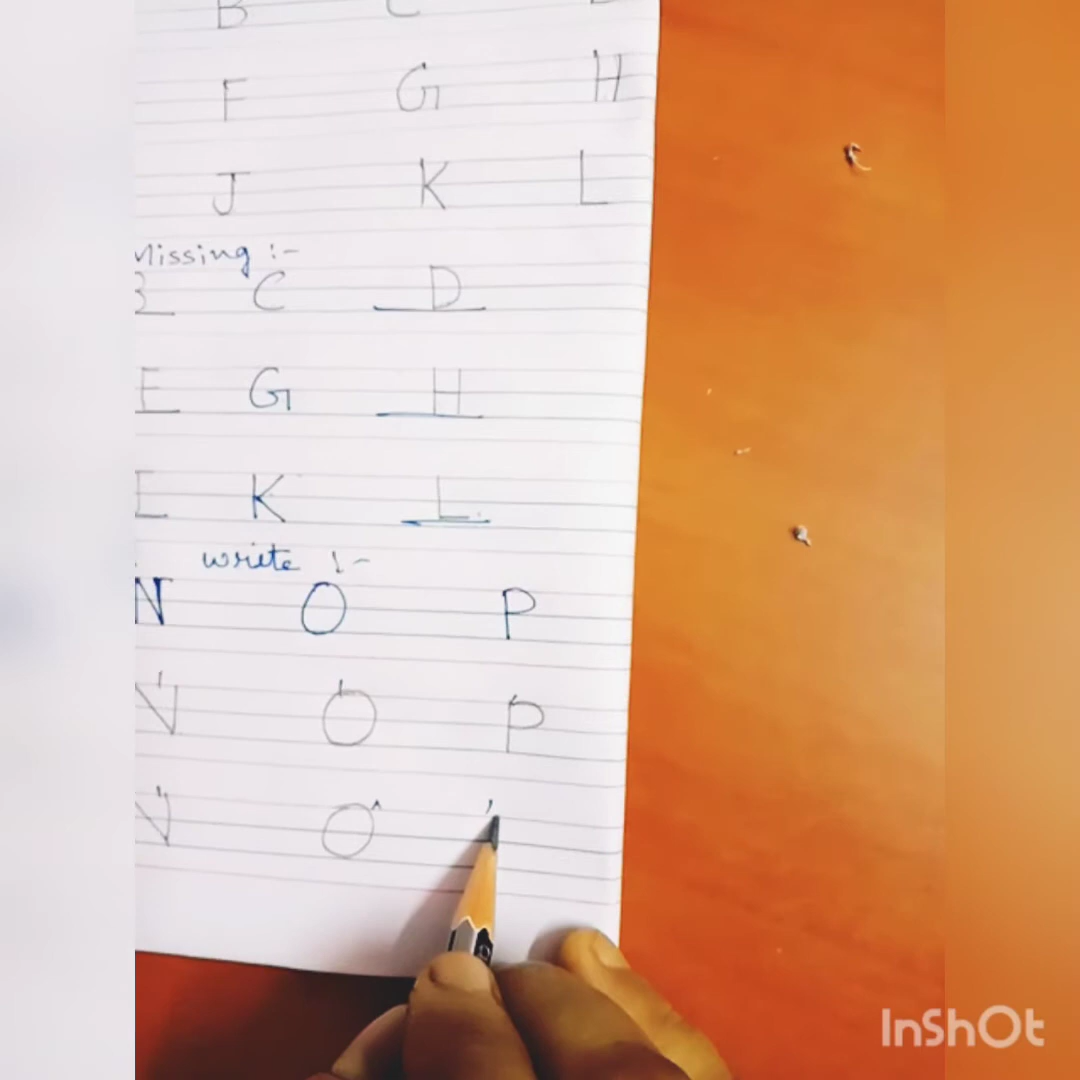 B C D
F G H
J K L
Missing :-
B C D
E G H
I K L
write :-
N O P
N O P
N O
InShOt